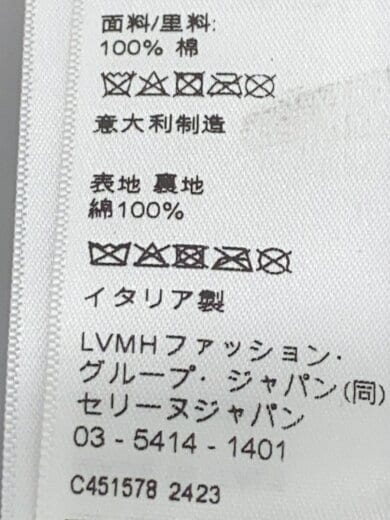 面料/里料:
100% 棉
意大利制造
表地 裏地
綿100%
イタリア製
LVMHファッション・
グループ・ジャパン(同)
セリーヌジャパン
03 - 5414 - 1401
C451578 2423